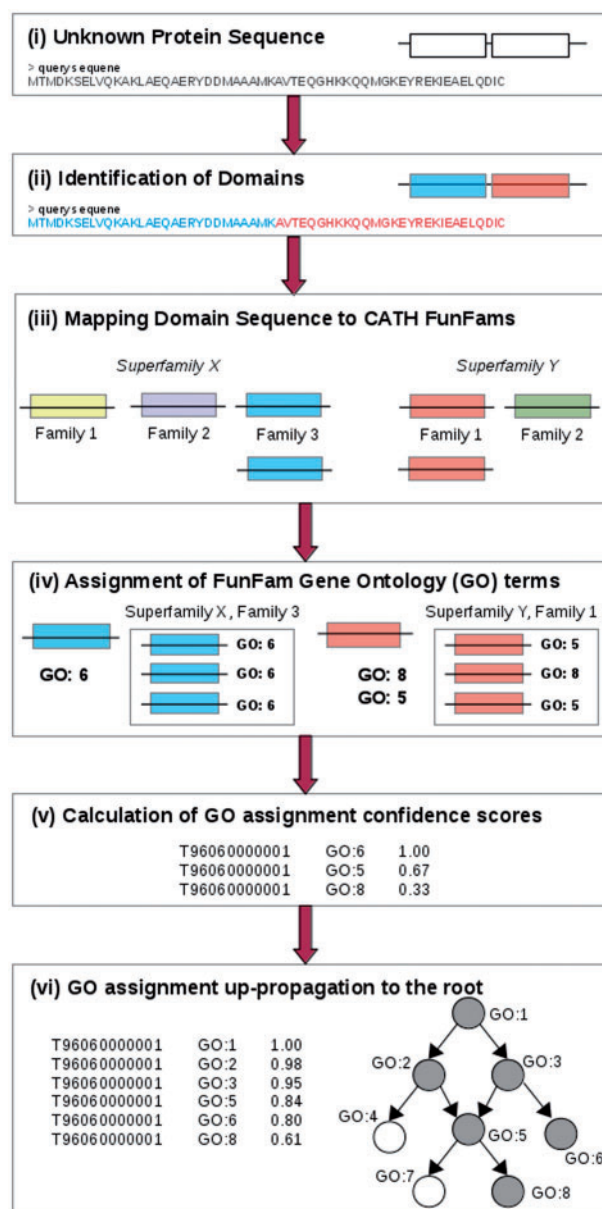 (i) Unknown Protein Sequence
> querysequene
MTMDKSELVQKAKLAEQAERYDDMAAAMKAVTEQGHKKQQMGKEYREKIEAELQDIC
(ii) Identification of Domains
> querysequene
MTMDKSELVQKAKLAEQAERYDDMAAAMKAVTEQGHKKQQMGKEYREKIEAELQDIC
(iii) Mapping Domain Sequence to CATH FunFams
Superfamily X Superfamily Y
Family 1 Family 2 Family 3 Family 1 Family 2
(iv) Assignment of FunFam Gene Ontology (GO) terms
Superfamily X, Family 3 Superfamily Y, Family 1
GO: 6 GO: 5
GO: 6 GO: 6 GO: 8 GO: 8
GO: 5
GO: 6 GO: 5
(v) Calculation of GO assignment confidence scores
T96060000001 GO:6 1.00
T96060000001 GO:5 0.67
T96060000001 GO:8 0.33
(vi) GO assignment up-propagation to the root
T96060000001 GO:1 1.00
T96060000001 GO:2 0.98
T96060000001 GO:3 0.95
T96060000001 GO:5 0.84
T96060000001 GO:6 0.80
T96060000001 GO:8 0.61
GO:1
GO:2 GO:3
GO:4
GO:5
GO:6
GO:7
GO:8